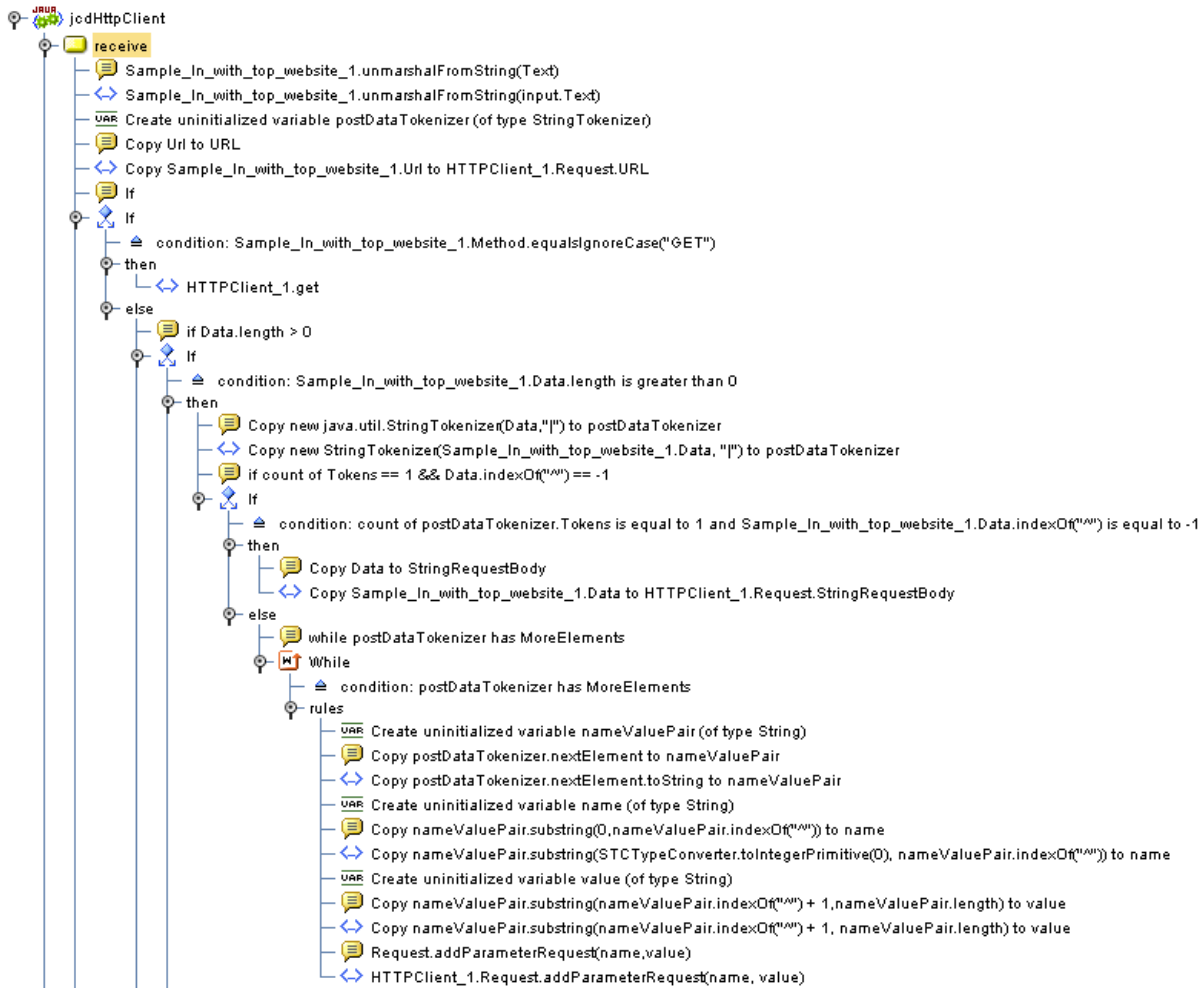 JAVA
jcdHttpClient
receive
Sample_In_with_top_website_1.unmarshalFromString(Text)
Sample_In_with_top_website_1.unmarshalFromString(input.Text)
VAR Create uninitialized variable postDataTokenizer (of type StringTokenizer)
Copy Url to URL
Copy Sample_In_with_top_website_1.Url to HTTPClient_1.Request.URL
If
If
condition: Sample_In_with_top_website_1.Method.equalsIgnoreCase("GET")
then
HTTPClient_1.get
else
if Data.length > 0
If
condition: Sample_In_with_top_website_1.Data.length is greater than 0
then
Copy new java.util.StringTokenizer(Data,"|") to postDataTokenizer
Copy new StringTokenizer(Sample_In_with_top_website_1.Data, "|") to postDataTokenizer
if count of Tokens == 1 && Data.indexOf("^") == -1
If
condition: count of postDataTokenizer.Tokens is equal to 1 and Sample_In_with_top_website_1.Data.indexOf("^") is equal to -1
then
Copy Data to StringRequestBody
Copy Sample_In_with_top_website_1.Data to HTTPClient_1.Request.StringRequestBody
else
while postDataTokenizer has MoreElements
W While
condition: postDataTokenizer has MoreElements
rules
VAR Create uninitialized variable nameValuePair (of type String)
Copy postDataTokenizer.nextElement to nameValuePair
Copy postDataTokenizer.nextElement.toString to nameValuePair
VAR Create uninitialized variable name (of type String)
Copy nameValuePair.substring(0,nameValuePair.indexOf("^")) to name
Copy nameValuePair.substring(STCTypeConverter.toIntegerPrimitive(0), nameValuePair.indexOf("^")) to name
VAR Create uninitialized variable value (of type String)
Copy nameValuePair.substring(nameValuePair.indexOf("^") + 1,nameValuePair.length) to value
Copy nameValuePair.substring(nameValuePair.indexOf("^") + 1, nameValuePair.length) to value
Request.addParameterRequest(name,value)
HTTPClient_1.Request.addParameterRequest(name, value)